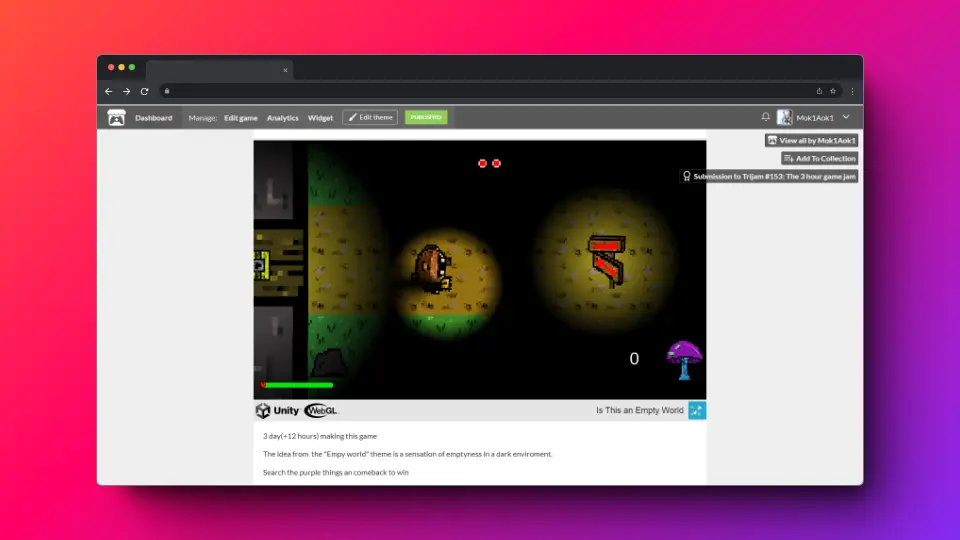 Dashboard Manage: Edit game Analytics Widget Edit theme PUBLISHED Mok1Aok1
View all by Mok1Aok1
Add To Collection
Submission to Trijam #153: The 3 hour game jam
0
Unity WebGL Is This an Empty World
3 day(+12 hours) making this game
The idea from the "Empy world" theme is a sensation of emptyness in a dark enviroment.
Search the purple things an comeback to win